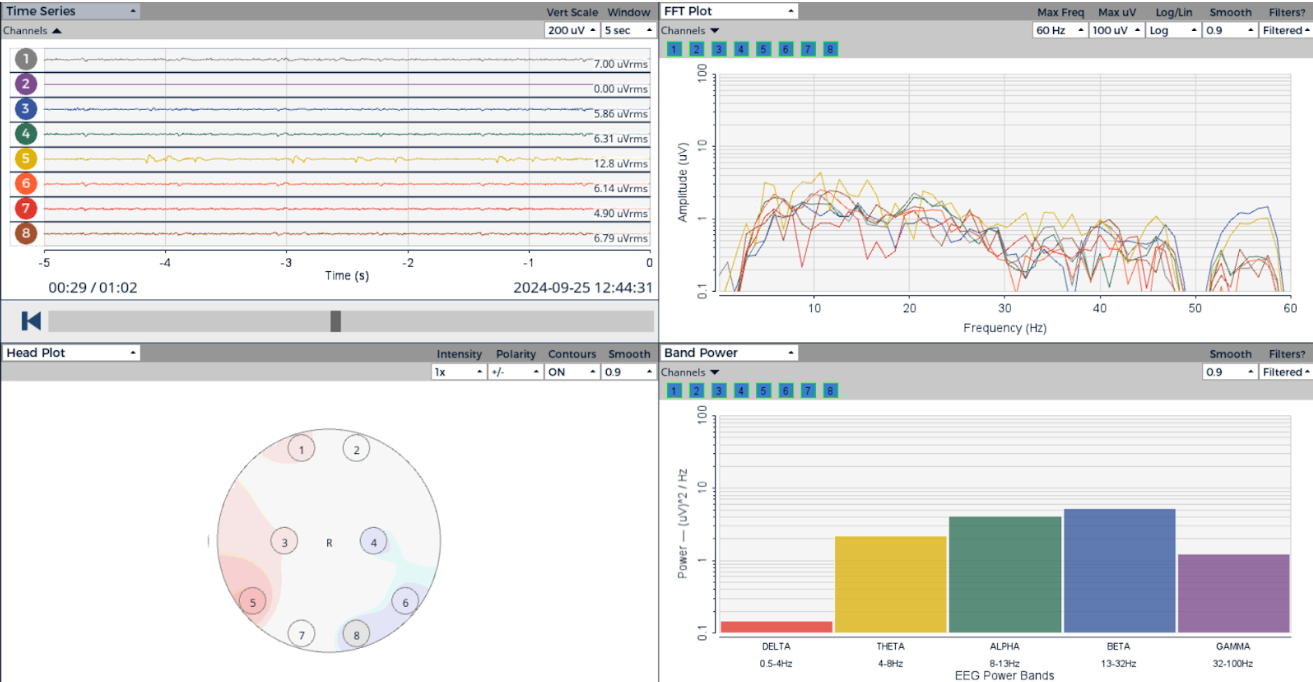 Time Series
Vert Scale Window
Channels
200 uV 5 sec
1 7.00 uVrms
2 0.00 uVrms
3 5.86 uVrms
4 6.31 uVrms
5 12.8 uVrms
6 6.14 uVrms
7 4.90 uVrms
8 6.79 uVrms
-5 -4 -3 -2 -1 0
Time (s)
00:29 / 01:02 2024-09-25 12:44:31
FFT Plot
Max Freq Max uV Log/Lin Smooth Filters?
Channels
60 Hz 100 uV Log 0.9 Filtered
1 2 3 4 5 6 7 8
100
10
1
0.1
Amplitude (uV)
10 20 30 40 50 60
Frequency (Hz)
Head Plot
Intensity Polarity Contours Smooth
1x +/- ON 0.9
1 2
3 R 4
5 6
7 8
Band Power
Smooth Filters?
Channels
0.9 Filtered
1 2 3 4 5 6 7 8
100
10
1
0.1
Power — (uV)^2 / Hz
DELTA THETA ALPHA BETA GAMMA
0.5-4Hz 4-8Hz 8-13Hz 13-32Hz 32-100Hz
EEG Power Bands